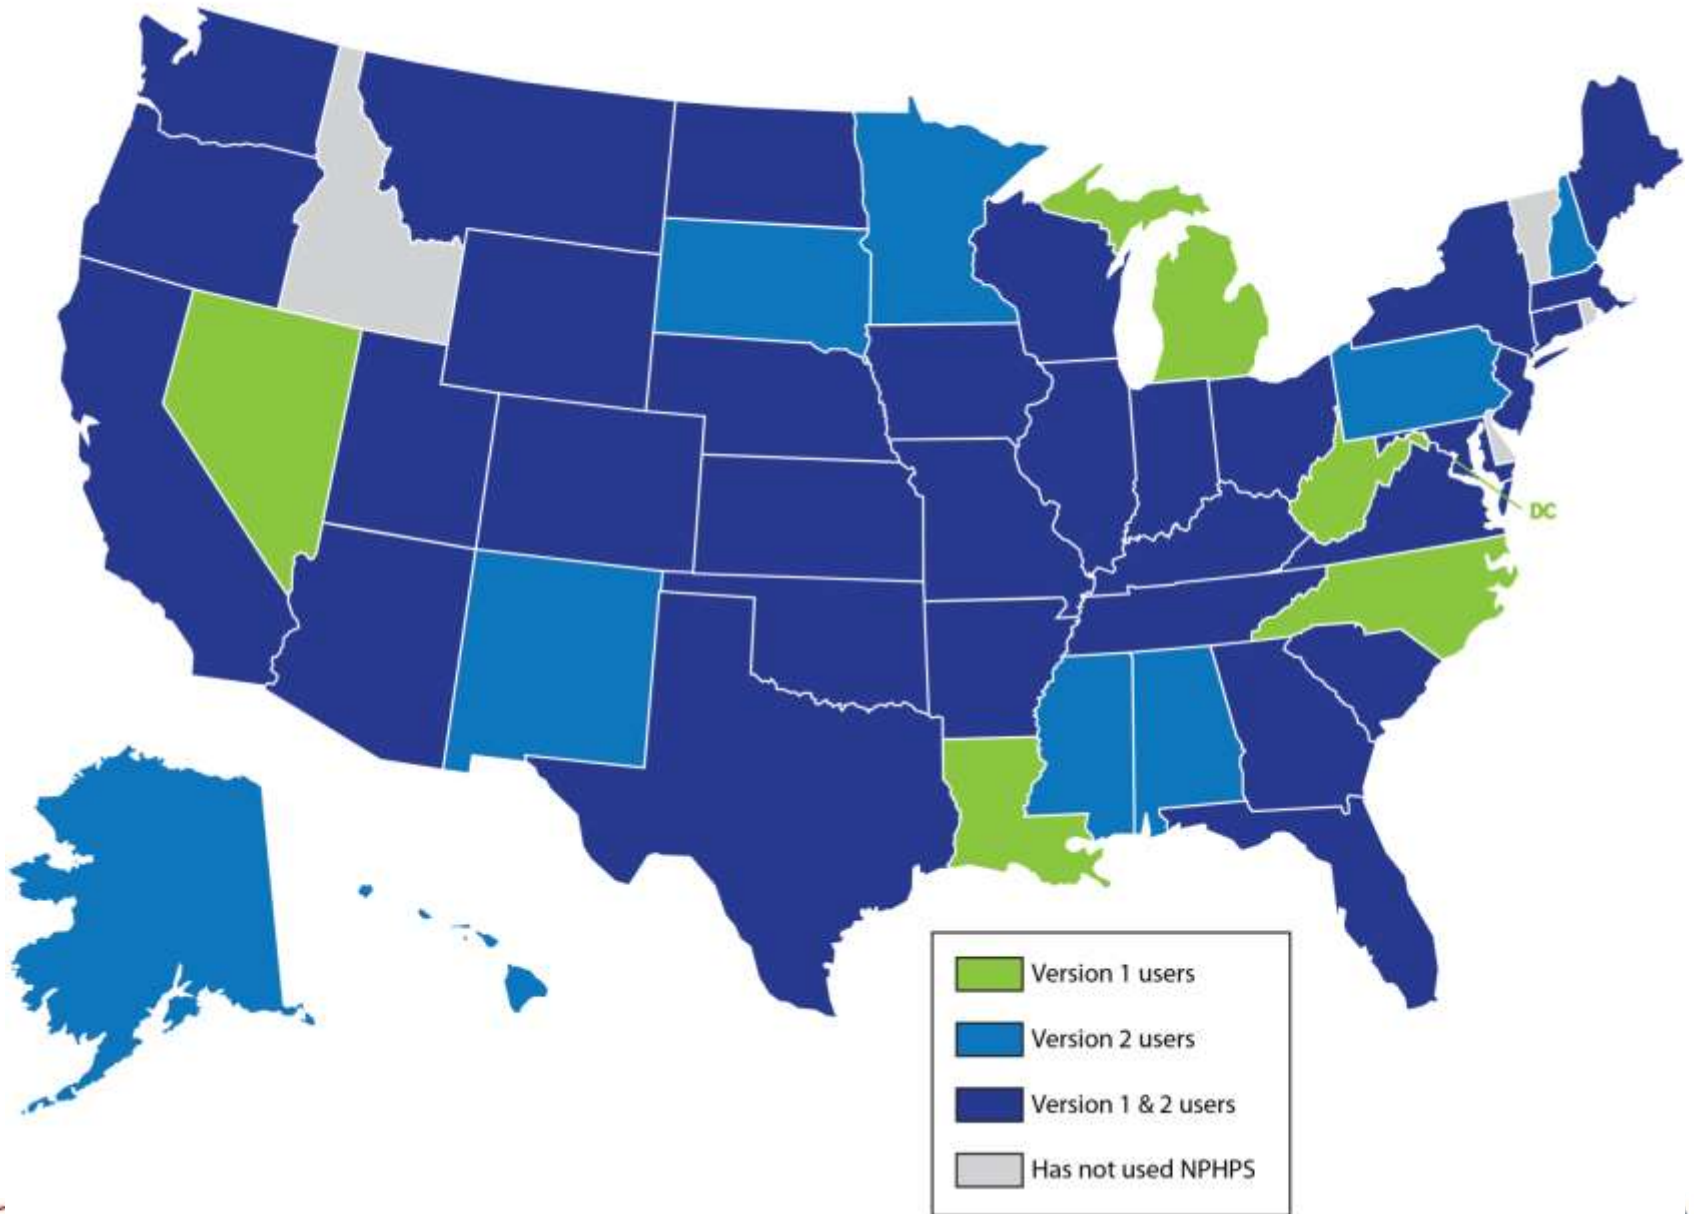 DC
Version 1 users
Version 2 users
Version 1 & 2 users
Has not used NPHPS